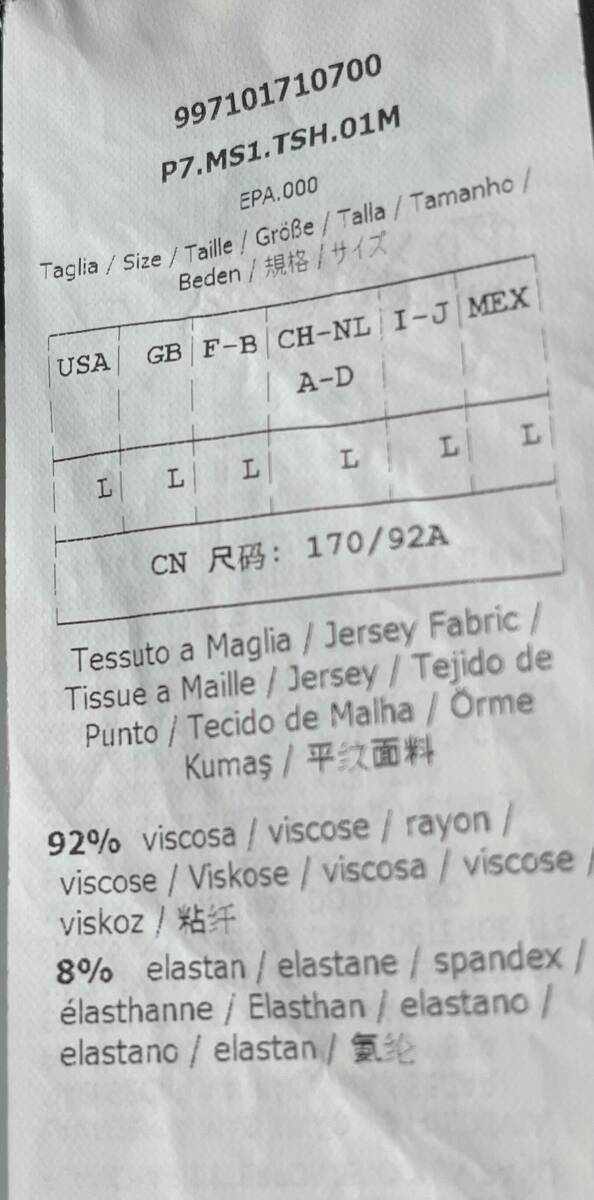 997101710700
P7.MS1.TSH.01M
EPA.000
Taglia / Size / Taille / Größe / Talla / Tamanho /
Beden / 規格 / サイズ
USA GB F-B CH-NL I-J MEX
A-D
L L L L L L
CN 尺码: 170/92A
Tessuto a Maglia / Jersey Fabric /
Tissue a Maille / Jersey / Tejido de
Punto / Tecido de Malha / Örme
Kumaş / 平纹面料
92% viscosa / viscose / rayon /
viscose / Viskose / viscosa / viscose /
viskoz / 粘纤
8% elastan / elastane / spandex /
élasthanne / Elasthan / elastano /
elastano / elastan / 氨纶